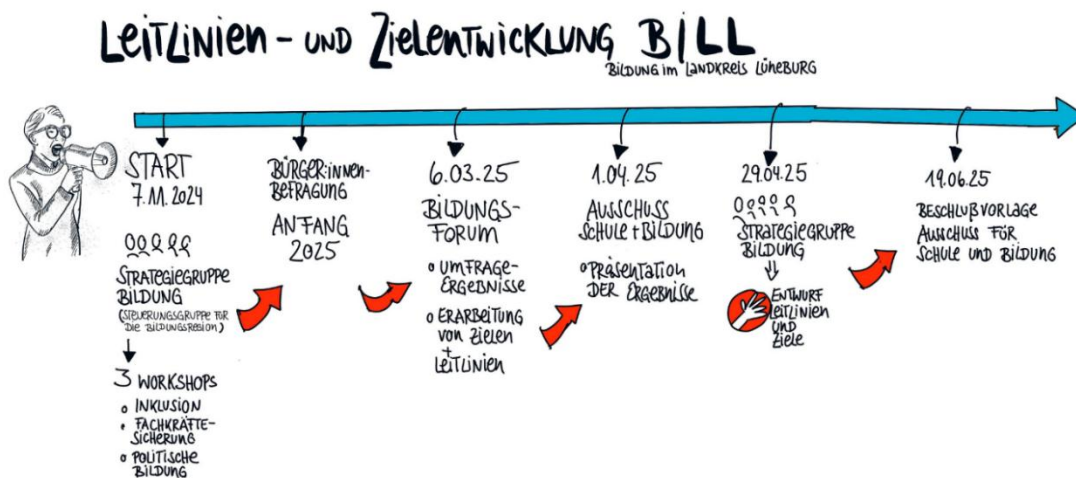 LEITLINIEN - UND ZIELENTWICKLUNG BILL
BILDUNG IM LANDKREIS LÜNEBURG
START
7.11.2024
STRATEGIEGRUPPE
BILDUNG
(STEUERUNGSGRUPPE FÜR
DIE BILDUNGSREGION)
3 WORKSHOPS
INKLUSION
FACHKRÄFTE-
SICHERUNG
POLITISCHE
BILDUNG
BÜRGER:INNEN-
BEFRAGUNG
ANFANG
2025
6.03.25
BILDUNGS-
FORUM
UMFRAGE-
ERGEBNISSE
ERARBEITUNG
VON ZIELEN
+
LEITLINIEN
1.04.25
AUSSCHUSS
SCHULE + BILDUNG
PRÄSENTATION
DER ERGEBNISSE
29.04.25
STRATEGIEGRUPPE
BILDUNG
ENTWURF
LEITLINIEN
UND
ZIELE
19.06.25
BESCHLUßVORLAGE
AUSSCHUSS FÜR
SCHULE UND BILDUNG